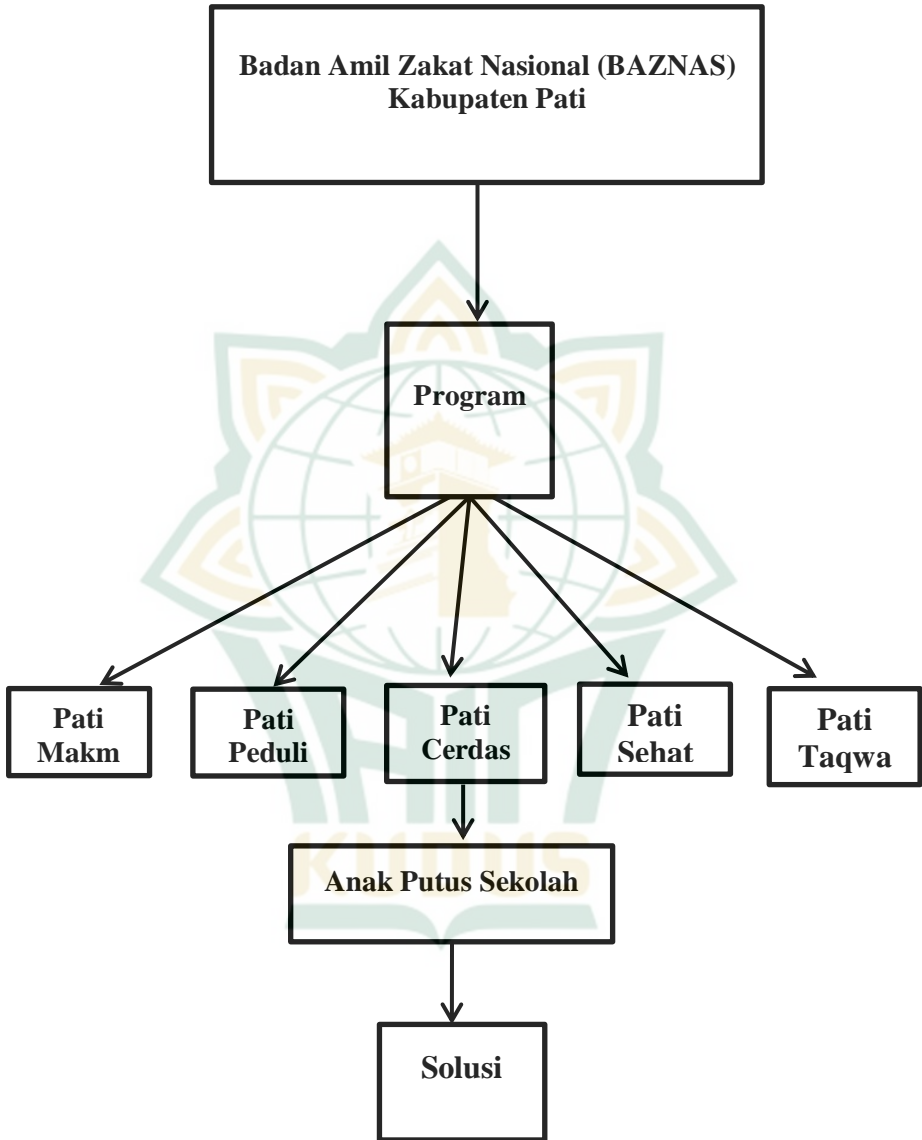 Badan Amil Zakat Nasional (BAZNAS)
Kabupaten Pati
Program
Pati
Makm
Pati
Peduli
Pati
Cerdas
Pati
Sehat
Pati
Taqwa
Anak Putus Sekolah
KUDUS
Solusi